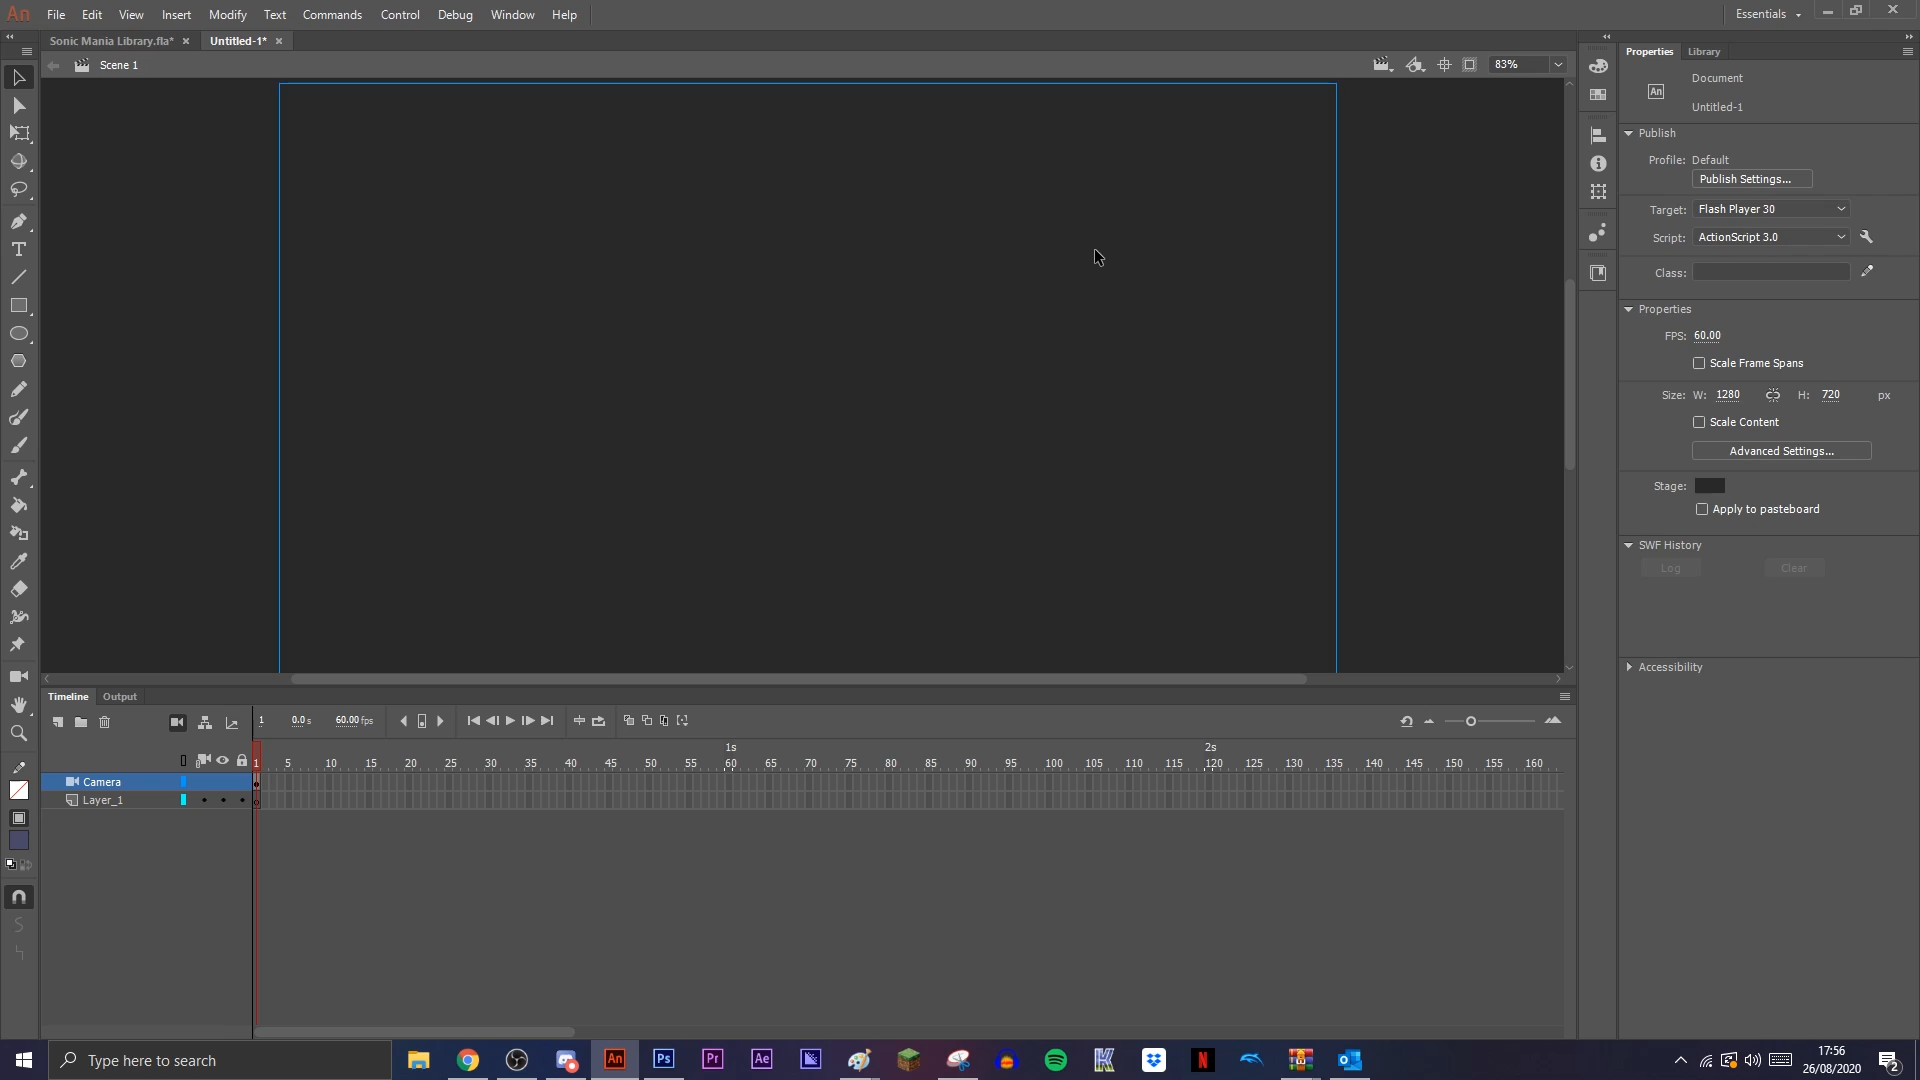 An File Edit View Insert Modify Text Commands Control Debug Window Help Essentials
Sonic Mania Library.fla* × Untitled-1* ×
Scene 1 83%
Properties Library
An Document
Untitled-1
Publish
Profile: Default
Publish Settings...
Target: Flash Player 30
Script: ActionScript 3.0
Class:
Properties
FPS: 60.00
Scale Frame Spans
Size: W: 1280 H: 720 px
Scale Content
Advanced Settings...
Stage:
Apply to pasteboard
SWF History
Log Clear
Accessibility
Timeline Output
1 0.0 s 60.00 fps
1s 2s
1 5 10 15 20 25 30 35 40 45 50 55 60 65 70 75 80 85 90 95 100 105 110 115 120 125 130 135 140 145 150 155 160
Camera
Layer_1
Type here to search
An Ps Pr Ae N
17:56
26/08/2020
2